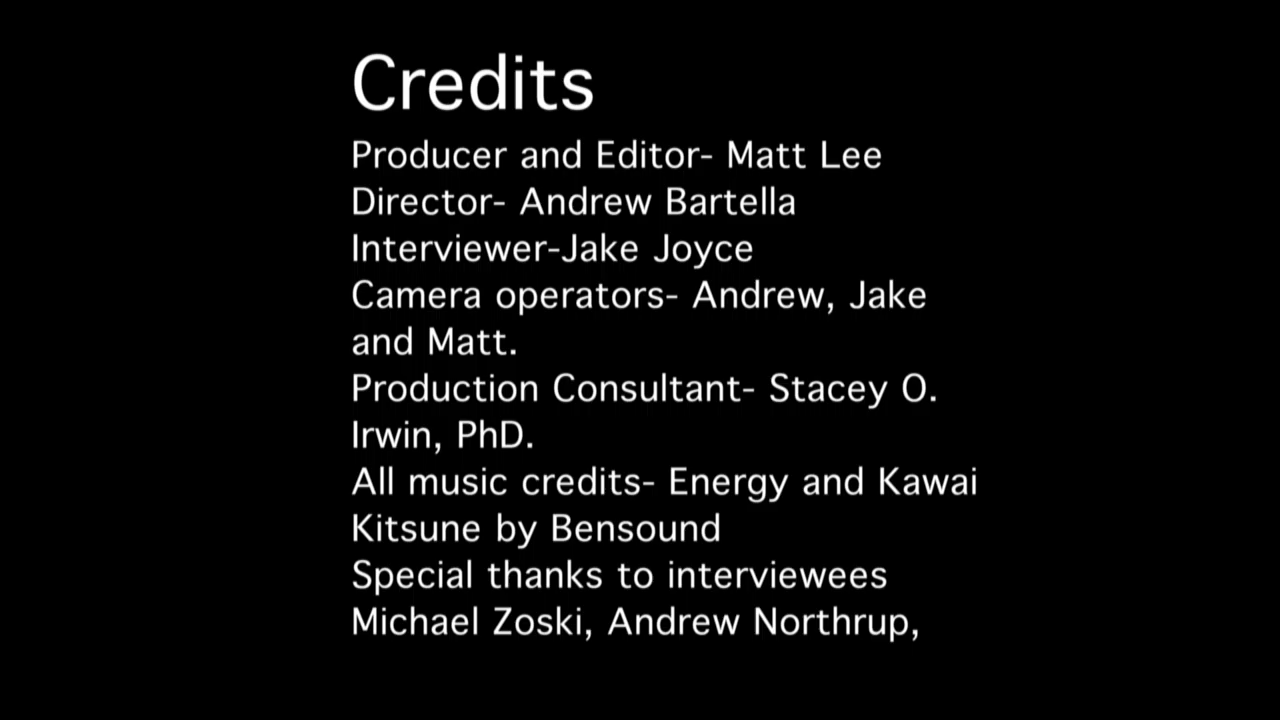 Credits
Producer and Editor- Matt Lee
Director- Andrew Bartella
Interviewer-Jake Joyce
Camera operators- Andrew, Jake
and Matt.
Production Consultant- Stacey O.
Irwin, PhD.
All music credits- Energy and Kawai
Kitsune by Bensound
Special thanks to interviewees
Michael Zoski, Andrew Northrup,